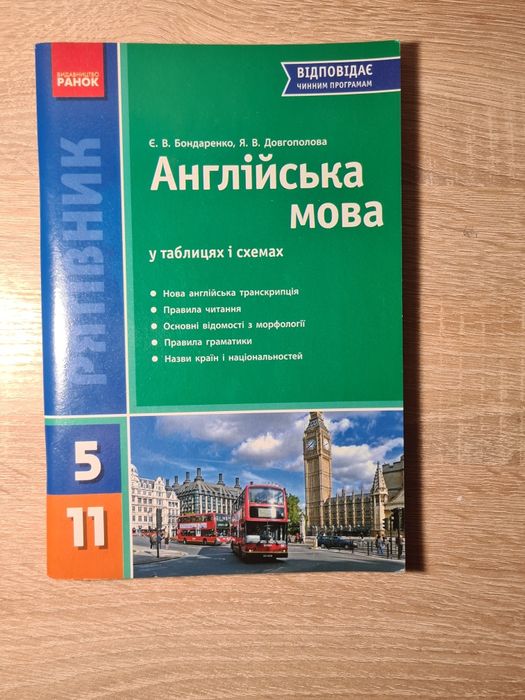 ВИДАВНИЦТВО
РАНОК
ВІДПОВІДАЄ
ЧИННИМ ПРОГРАМАМ
Є. В. Бондаренко, Я. В. Довгополова
Англійська
мова
у таблицях і схемах
• Нова англійська транскрипція
• Правила читання
• Основні відомості з морфології
• Правила граматики
• Назви країн і національностей
РЯТІВНИК
5
11